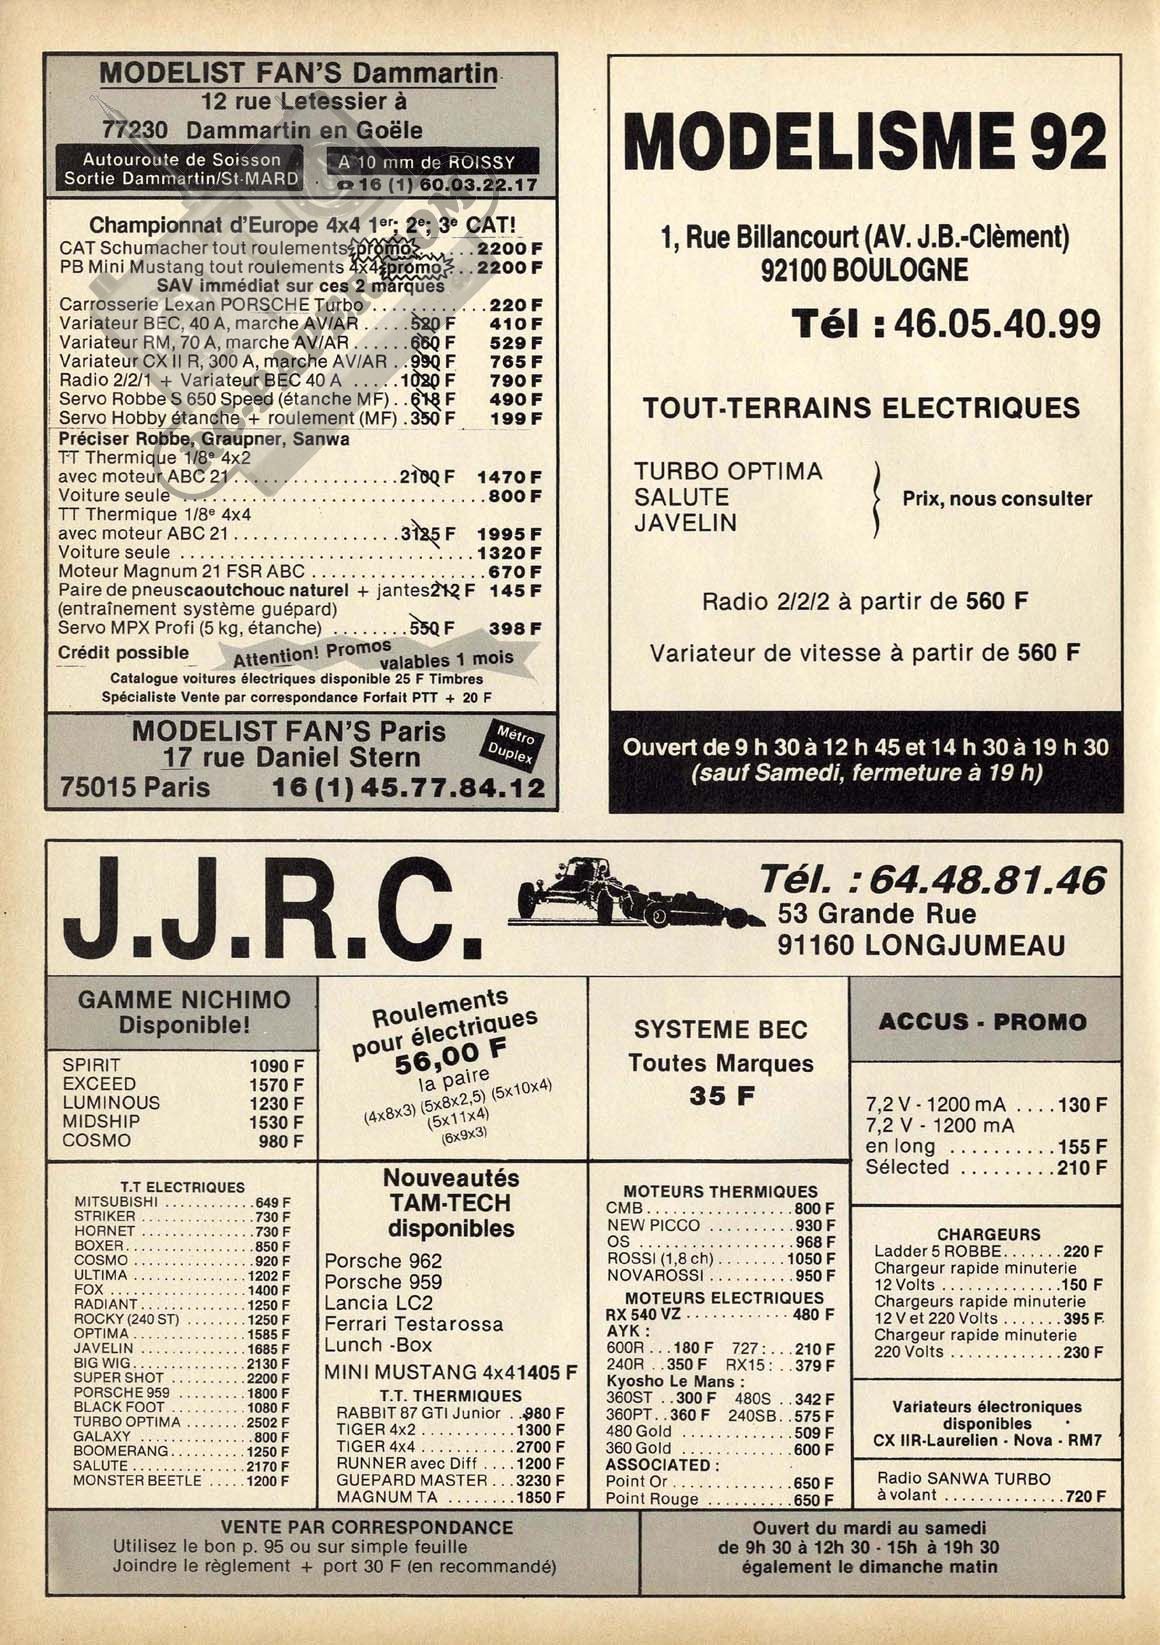 MODELIST FAN'S Dammartin
12 rue Letessier à
77230 Dammartin en Goële
Autouroute de Soisson
Sortie Dammartin/St-MARD
A 10 mm de ROISSY
☎ 16 (1) 60.03.22.17
Championnat d'Europe 4x4 1er; 2e; 3e CAT!
CAT Schumacher tout roulements promo ... 2200 F
PB Mini Mustang tout roulements 4x4 promo ... 2200 F
SAV immédiat sur ces 2 marques
Carrosserie Lexan PORSCHE Turbo ............ 220 F
Variateur BEC, 40 A, marche AV/AR ..... 520 F 410 F
Variateur RM, 70 A, marche AV/AR ...... 660 F 529 F
Variateur CX II R, 300 A, marche AV/AR .. 990 F 765 F
Radio 2/2/1 + Variateur BEC 40 A ..... 1020 F 790 F
Servo Robbe S 650 Speed (étanche MF) .. 618 F 490 F
Servo Hobby étanche + roulement (MF) . 350 F 199 F
Préciser Robbe, Graupner, Sanwa
TT Thermique 1/8e 4x2
avec moteur ABC 21 ................ 2100 F 1470 F
Voiture seule ............................... 800 F
TT Thermique 1/8e 4x4
avec moteur ABC 21 ................ 3125 F 1995 F
Voiture seule .............................. 1320 F
Moteur Magnum 21 FSR ABC ................. 670 F
Paire de pneus caoutchouc naturel + jantes 212 F 145 F
(entraînement système guépard)
Servo MPX Profi (5 kg, étanche) ........ 550 F 398 F
Crédit possible
Attention! Promos
valables 1 mois
Catalogue voitures électriques disponible 25 F Timbres
Spécialiste Vente par correspondance Forfait PTT + 20 F
MODELIST FAN'S Paris
17 rue Daniel Stern
Métro
Duplex
75015 Paris 16 (1) 45.77.84.12
MODELISME 92
1, Rue Billancourt (AV. J.B.-Clèment)
92100 BOULOGNE
Tél : 46.05.40.99
TOUT-TERRAINS ELECTRIQUES
TURBO OPTIMA
SALUTE
JAVELIN
Prix, nous consulter
Radio 2/2/2 à partir de 560 F
Variateur de vitesse à partir de 560 F
Ouvert de 9 h 30 à 12 h 45 et 14 h 30 à 19 h 30
(sauf Samedi, fermeture à 19 h)
J.J.R.C.
Tél. : 64.48.81.46
53 Grande Rue
91160 LONGJUMEAU
GAMME NICHIMO
Disponible!
SPIRIT 1090 F
EXCEED 1570 F
LUMINOUS 1230 F
MIDSHIP 1530 F
COSMO 980 F
Roulements
pour électriques
56,00 F
la paire
(4x8x3) (5x8x2,5) (5x10x4)
(5x11x4)
(6x9x3)
SYSTEME BEC
Toutes Marques
35 F
ACCUS - PROMO
7,2 V - 1200 mA .... 130 F
7,2 V - 1200 mA
en long .......... 155 F
Sélected ......... 210 F
T.T ELECTRIQUES
MITSUBISHI ............ 649 F
STRIKER ............... 730 F
HORNET ............... 730 F
BOXER ................. 850 F
COSMO ................ 920 F
ULTIMA ............... 1202 F
FOX ................... 1400 F
RADIANT .............. 1250 F
ROCKY (240 ST) ........ 1250 F
OPTIMA ............... 1585 F
JAVELIN ............... 1685 F
BIG WIG ............... 2130 F
SUPER SHOT ........... 2200 F
PORSCHE 959 .......... 1800 F
BLACK FOOT ........... 1080 F
TURBO OPTIMA ........ 2502 F
GALAXY ................ 800 F
BOOMERANG .......... 1250 F
SALUTE ............... 2170 F
MONSTER BEETLE ..... 1200 F
Nouveautés
TAM-TECH
disponibles
Porsche 962
Porsche 959
Lancia LC2
Ferrari Testarossa
Lunch -Box
MINI MUSTANG 4x4 1405 F
T.T. THERMIQUES
RABBIT 87 GTI Junior .. 980 F
TIGER 4x2 ............ 1300 F
TIGER 4x4 ............ 2700 F
RUNNER avec Diff .... 1200 F
GUEPARD MASTER ... 3230 F
MAGNUM TA ........ 1850 F
MOTEURS THERMIQUES
CMB .................. 800 F
NEW PICCO .......... 930 F
OS ................... 968 F
ROSSI (1,8 ch) ........ 1050 F
NOVAROSSI ........... 950 F
MOTEURS ELECTRIQUES
RX 540 VZ ............ 480 F
AYK :
600R ... 180 F 727: ... 210 F
240R .. 350 F RX15: .. 379 F
Kyosho Le Mans :
360ST .. 300 F 480S .. 342 F
360PT .. 360 F 240SB .. 575 F
480 Gold .............. 509 F
360 Gold .............. 600 F
ASSOCIATED :
Point Or ............... 650 F
Point Rouge .......... 650 F
CHARGEURS
Ladder 5 ROBBE ....... 220 F
Chargeur rapide minuterie
12 Volts .............. 150 F
Chargeurs rapide minuterie
12 V et 220 Volts ...... 395 F
Chargeur rapide minuterie
220 Volts ............. 230 F
Variateurs électroniques
disponibles
CX IIR-Laurelien - Nova - RM7
Radio SANWA TURBO
à volant .............. 720 F
VENTE PAR CORRESPONDANCE
Utilisez le bon p. 95 ou sur simple feuille
Joindre le règlement + port 30 F (en recommandé)
Ouvert du mardi au samedi
de 9h 30 à 12h 30 - 15h à 19h 30
également le dimanche matin
RC-PAPER.COM